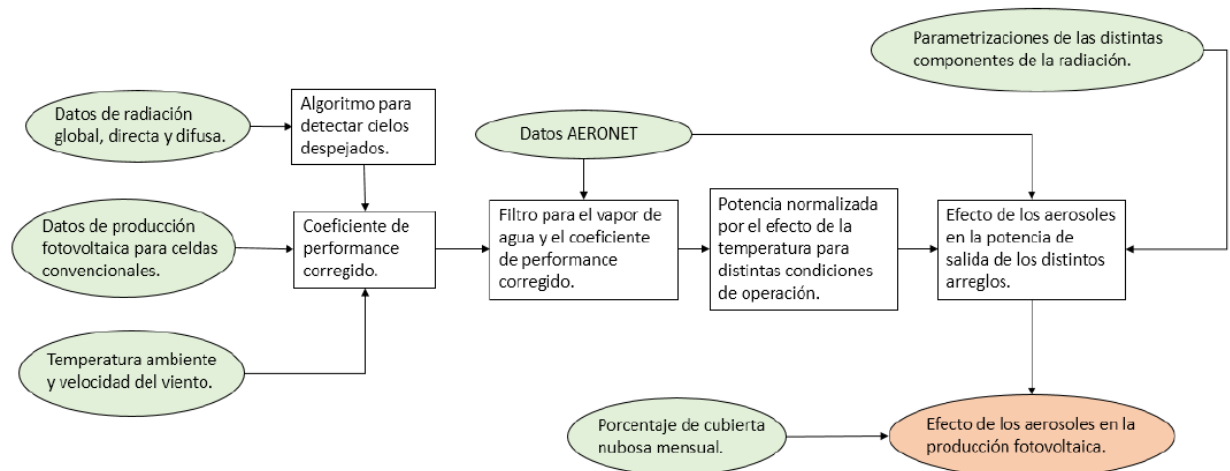 Parametrizaciones de las distintas
componentes de la radiación.
Datos de radiación
global, directa y difusa.
Algoritmo para
detectar cielos
despejados.
Datos AERONET
Datos de producción
fotovoltaica para celdas
convencionales.
Coeficiente de
performance
corregido.
Filtro para el vapor de
agua y el coeficiente
de performance
corregido.
Potencia normalizada
por el efecto de la
temperatura para
distintas condiciones
de operación.
Efecto de los aerosoles
en la potencia de
salida de los distintos
arreglos.
Temperatura ambiente
y velocidad del viento.
Porcentaje de cubierta
nubosa mensual.
Efecto de los aerosoles en la
producción fotovoltaica.